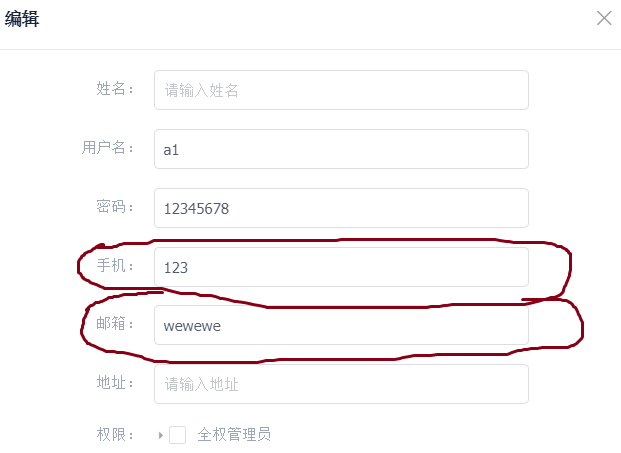 编辑
姓名： 请输入姓名
用户名： a1
密码： 12345678
手机： 123
邮箱： wewewe
地址： 请输入地址
权限： 全权管理员